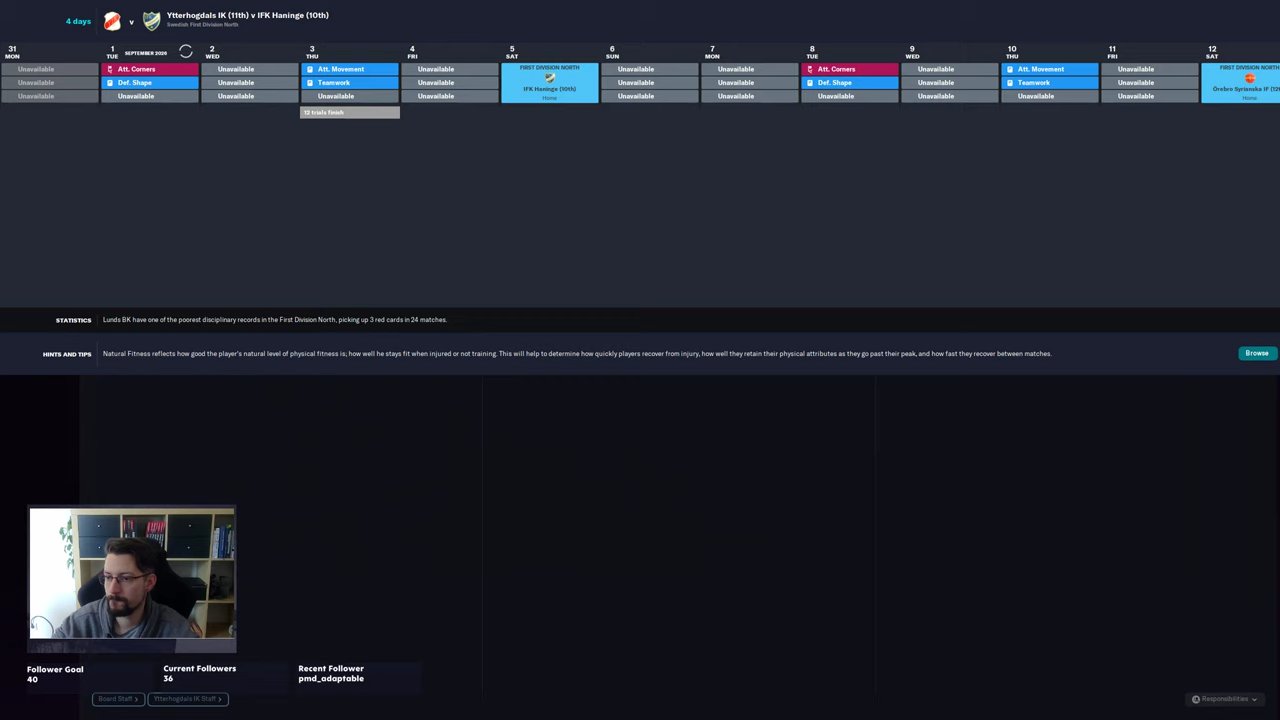 4 days
v
Ytterhogdals IK (11th) v IFK Haninge (10th)
Swedish First Division North
31
MON
1
TUE
SEPTEMBER 2026
2
WED
3
THU
4
FRI
5
SAT
6
SUN
7
MON
8
TUE
9
WED
10
THU
11
FRI
12
SAT
Unavailable
Att. Corners
Unavailable
Att. Movement
Unavailable
FIRST DIVISION NORTH
Unavailable
Unavailable
Att. Corners
Unavailable
Att. Movement
Unavailable
FIRST DIVISION NORTH
Unavailable
Def. Shape
Unavailable
Teamwork
Unavailable
IFK Haninge (10th)
Unavailable
Unavailable
Def. Shape
Unavailable
Teamwork
Unavailable
Örebro Syrianska IF (12t
Unavailable
Unavailable
Unavailable
Unavailable
Unavailable
Home
Unavailable
Unavailable
Unavailable
Unavailable
Unavailable
Unavailable
Home
12 trials finish
STATISTICS
Lunds BK have one of the poorest disciplinary records in the First Division North, picking up 3 red cards in 24 matches.
HINTS AND TIPS
Natural Fitness reflects how good the player's natural level of physical fitness is; how well he stays fit when injured or not training. This will help to determine how quickly players recover from injury, how well they retain their physical attributes as they go past their peak, and how fast they recover between matches.
Browse
Follower Goal
40
Current Followers
36
Recent Follower
pmd_adaptable
Board Staff >
Ytterhogdals IK Staff >
Responsibilities